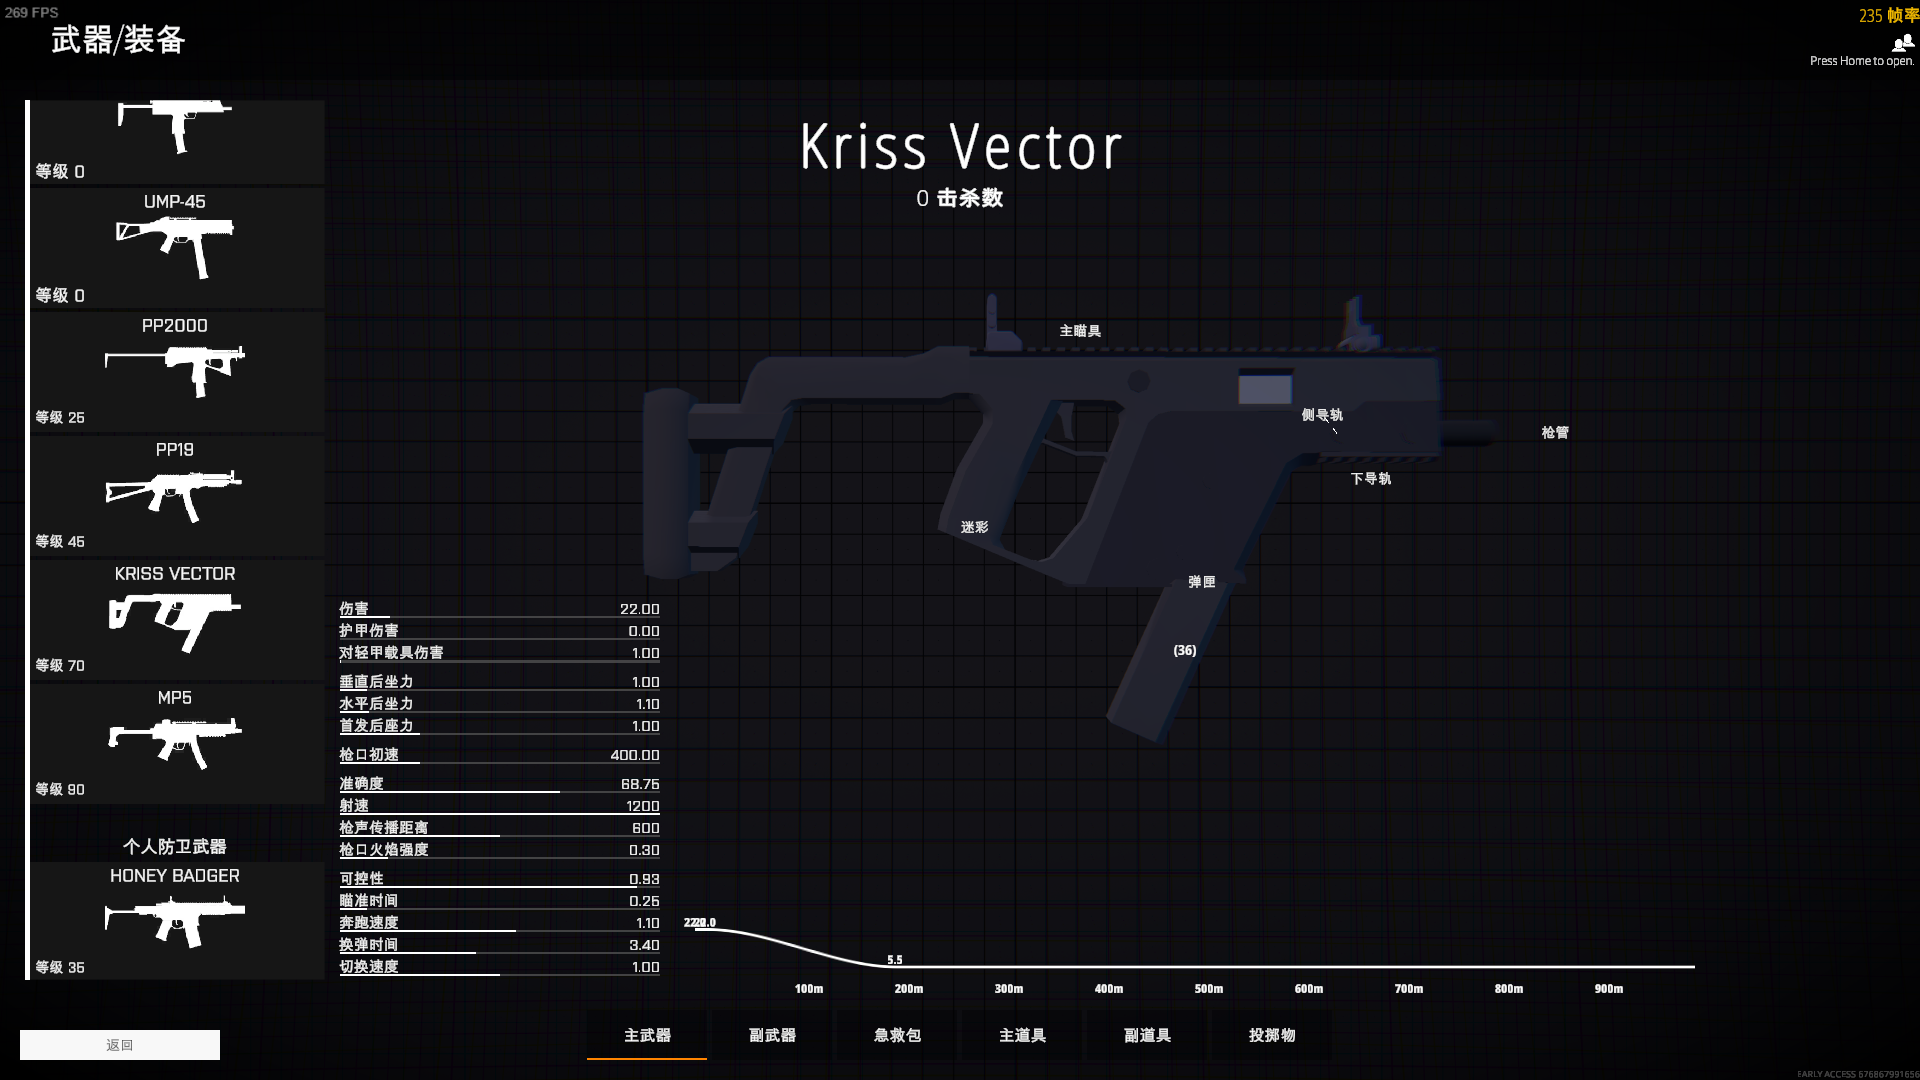 269 FPS
武器/装备
235 帧率
Press Home to open.
等级 0
UMP-45
等级 0
PP2000
等级 25
PP19
等级 45
KRISS VECTOR
等级 70
MP5
等级 90
个人防卫武器
HONEY BADGER
等级 35
返回
Kriss Vector
0 击杀数
主瞄具
侧导轨
枪管
下导轨
迷彩
弹匣
(36)
伤害 22.00
护甲伤害 0.00
对轻甲载具伤害 1.00
垂直后坐力 1.00
水平后坐力 1.10
首发后座力 1.00
枪口初速 400.00
准确度 68.75
射速 1200
枪声传播距离 600
枪口火焰强度 0.30
可控性 0.93
瞄准时间 0.25
奔跑速度 1.10
换弹时间 3.40
切换速度 1.00
5.5
100m 200m 300m 400m 500m 600m 700m 800m 900m
主武器 副武器 急救包 主道具 副道具 投掷物
EARLY ACCESS 676867991656